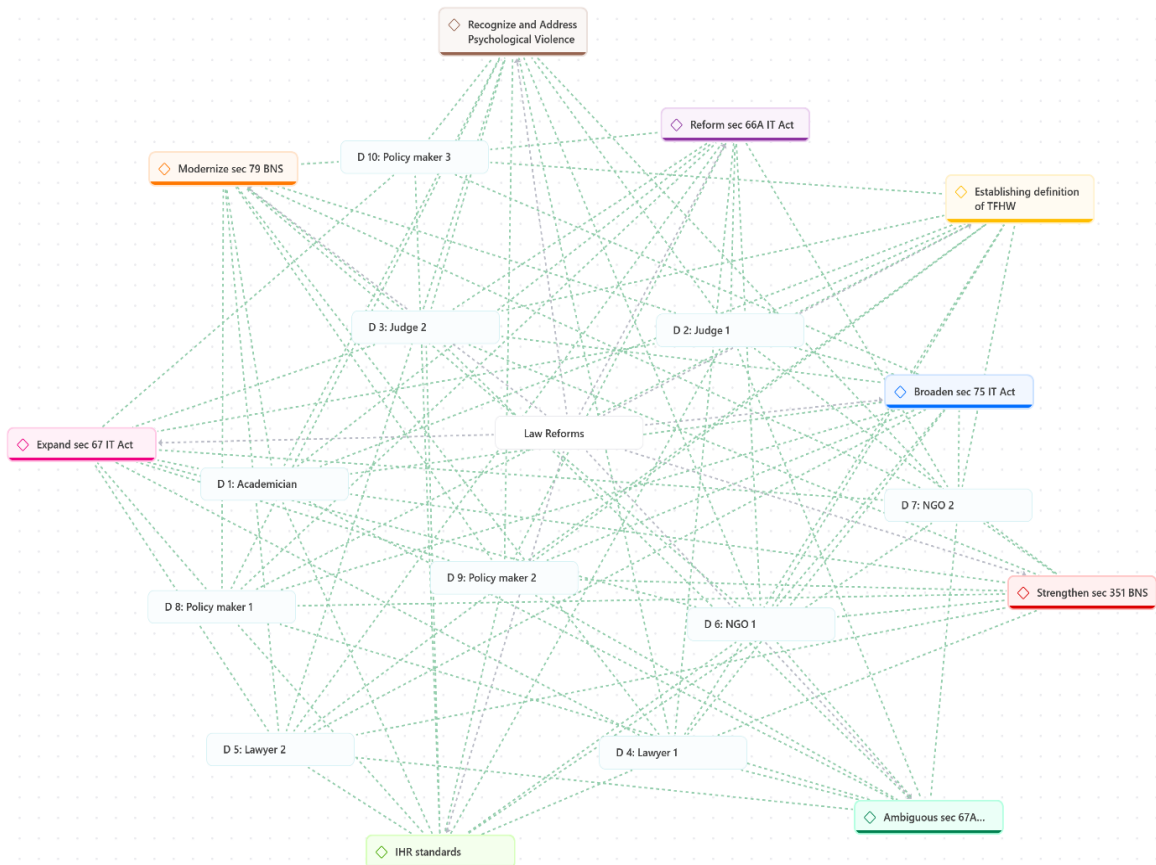 Recognize and Address
Psychological Violence
Reform sec 66A IT Act
D 10: Policy maker 3
Modernize sec 79 BNS
Establishing definition
of TFHW
D 3: Judge 2
D 2: Judge 1
Broaden sec 75 IT Act
Law Reforms
Expand sec 67 IT Act
D 1: Academician
D 7: NGO 2
D 9: Policy maker 2
Strengthen sec 351 BNS
D 8: Policy maker 1
D 6: NGO 1
D 5: Lawyer 2
D 4: Lawyer 1
Ambiguous sec 67A...
IHR standards